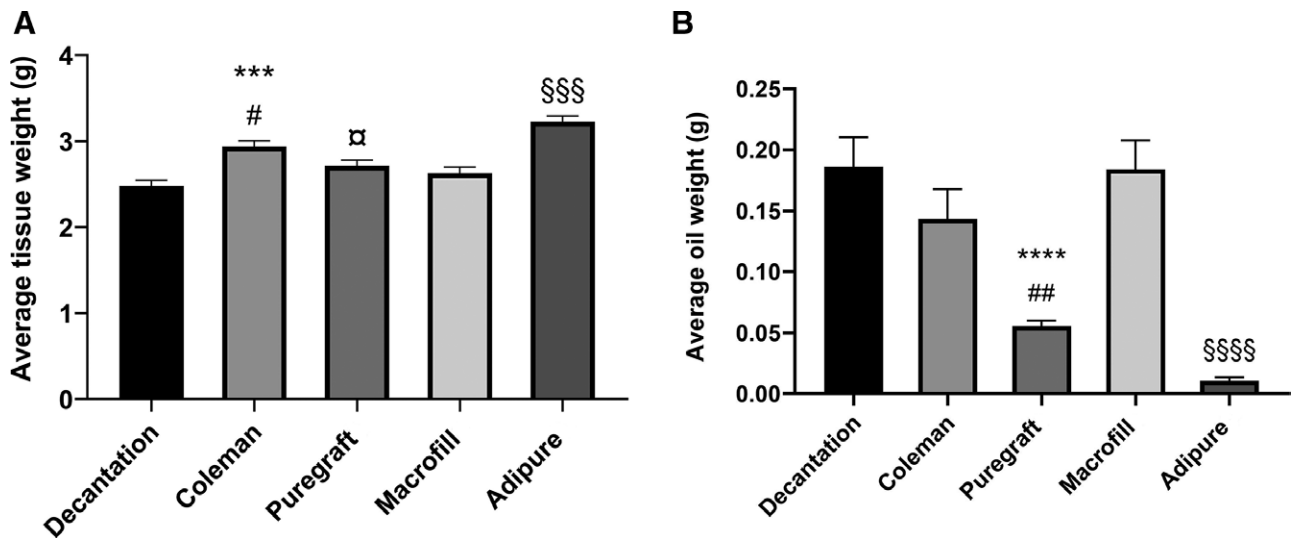 A
Average tissue weight (g)
4
3
2
1
0
***
#
¤
§§§
Decantation
Coleman
Puregraft
Macrofill
Adipure
B
Average oil weight (g)
0.25
0.20
0.15
0.10
0.05
0.00
****
##
§§§§
Decantation
Coleman
Puregraft
Macrofill
Adipure